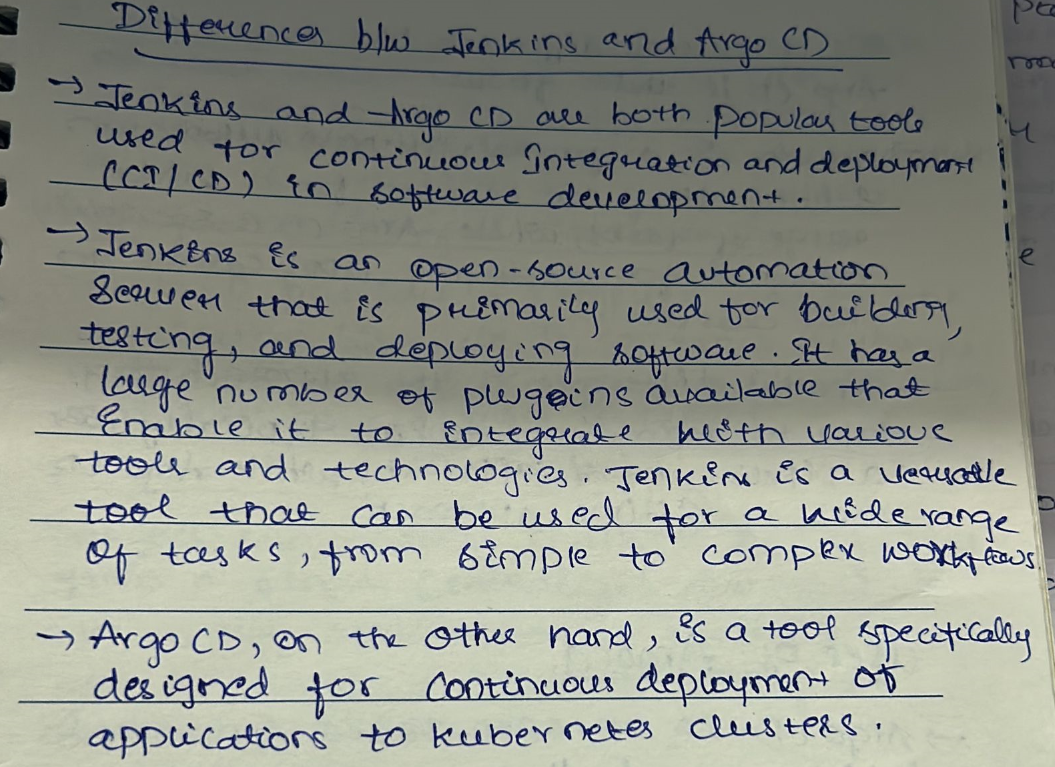 Differences b/w Jenkins and Argo CD
→ Jenkins and Argo CD are both popular tools
used for continuous Integration and deployment
(CI/CD) in software development.
→ Jenkins is an open-source automation
Server that is primarily used for building,
testing, and deploying software. It has a
large number of plugins available that
Enable it to integrate with various
tools and technologies. Jenkins is a versatile
tool that can be used for a wide range
of tasks, from simple to complex workflows
→ Argo CD, on the other hand, is a tool specifically
designed for continuous deployment of
applications to kubernetes clusters.